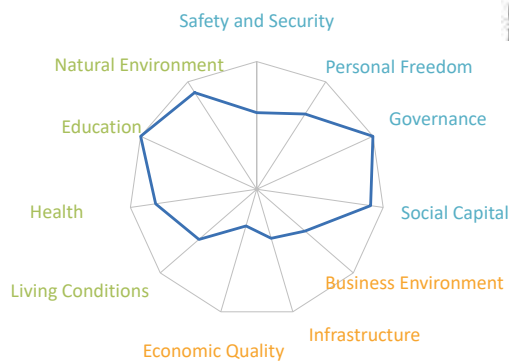 Safety and Security
Natural Environment
Personal Freedom
Education
Governance
Health
Social Capital
Living Conditions
Business Environment
Infrastructure
Economic Quality